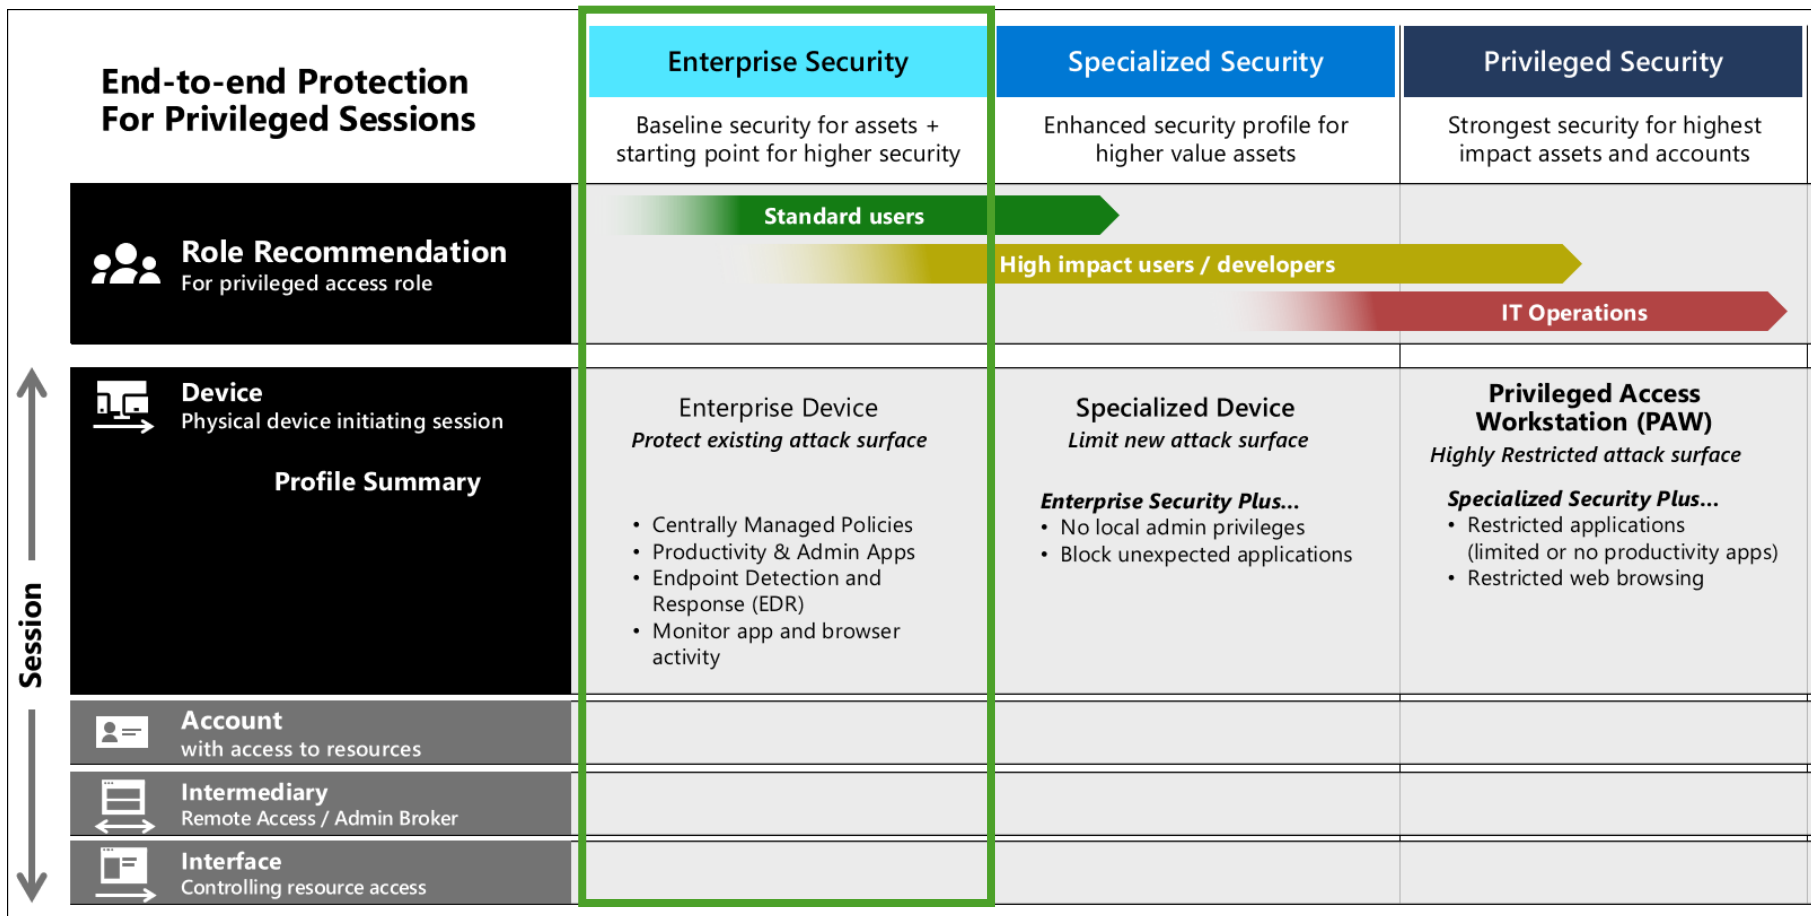 End-to-end Protection
For Privileged Sessions
Enterprise Security
Specialized Security
Privileged Security
Baseline security for assets +
starting point for higher security
Enhanced security profile for
higher value assets
Strongest security for highest
impact assets and accounts
Role Recommendation
For privileged access role
Standard users
High impact users / developers
IT Operations
Session
Device
Physical device initiating session
Profile Summary
Enterprise Device
Protect existing attack surface
• Centrally Managed Policies
• Productivity & Admin Apps
• Endpoint Detection and
Response (EDR)
• Monitor app and browser
activity
Specialized Device
Limit new attack surface
Enterprise Security Plus...
• No local admin privileges
• Block unexpected applications
Privileged Access
Workstation (PAW)
Highly Restricted attack surface
Specialized Security Plus...
• Restricted applications
(limited or no productivity apps)
• Restricted web browsing
Account
with access to resources
Intermediary
Remote Access / Admin Broker
Interface
Controlling resource access